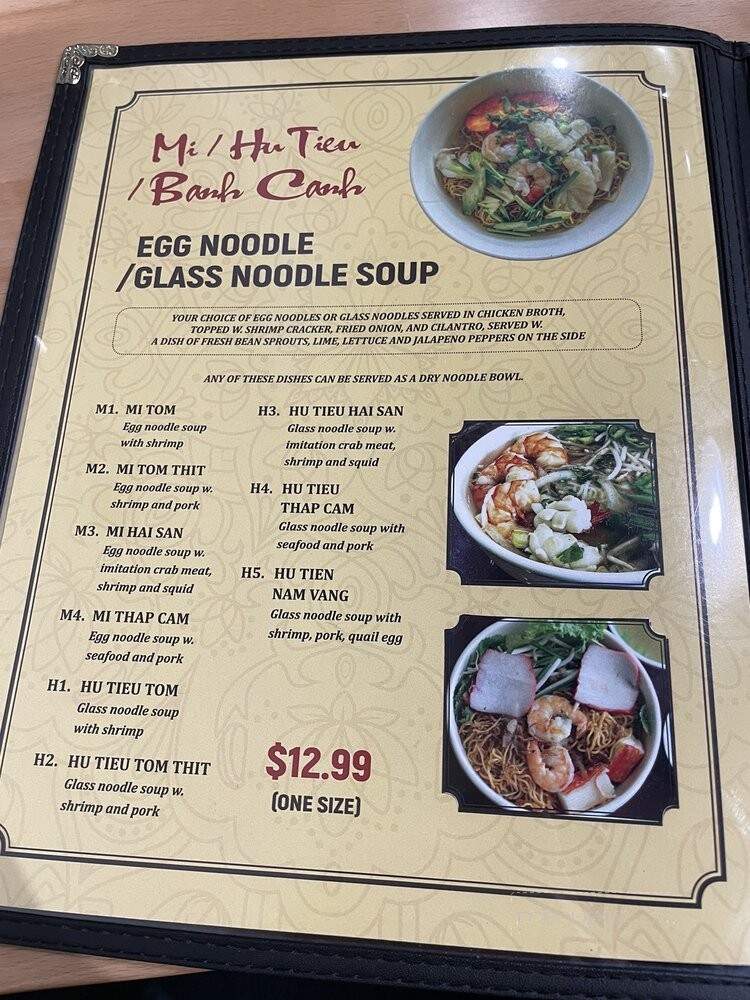 Mi / Hu Tieu
/Banh Canh
EGG NOODLE
/GLASS NOODLE SOUP
YOUR CHOICE OF EGG NOODLES OR GLASS NOODLES SERVED IN CHICKEN BROTH,
TOPPED W. SHRIMP CRACKER, FRIED ONION, AND CILANTRO, SERVED W.
A DISH OF FRESH BEAN SPROUTS, LIME, LETTUCE AND JALAPENO PEPPERS ON THE SIDE
ANY OF THESE DISHES CAN BE SERVED AS A DRY NOODLE BOWL.
M1. MI TOM
Egg noodle soup
with shrimp
M2. MI TOM THIT
Egg noodle soup w.
shrimp and pork
M3. MI HAI SAN
Egg noodle soup w.
imitation crab meat,
shrimp and squid
M4. MI THAP CAM
Egg noodle soup w.
seafood and pork
H1. HU TIEU TOM
Glass noodle soup
with shrimp
H2. HU TIEU TOM THIT
Glass noodle soup w.
shrimp and pork
H3. HU TIEU HAI SAN
Glass noodle soup w.
imitation crab meat,
shrimp and squid
H4. HU TIEU
THAP CAM
Glass noodle soup with
seafood and pork
H5. HU TIEN
NAM VANG
Glass noodle soup with
shrimp, pork, quail egg
$12.99
(ONE SIZE)